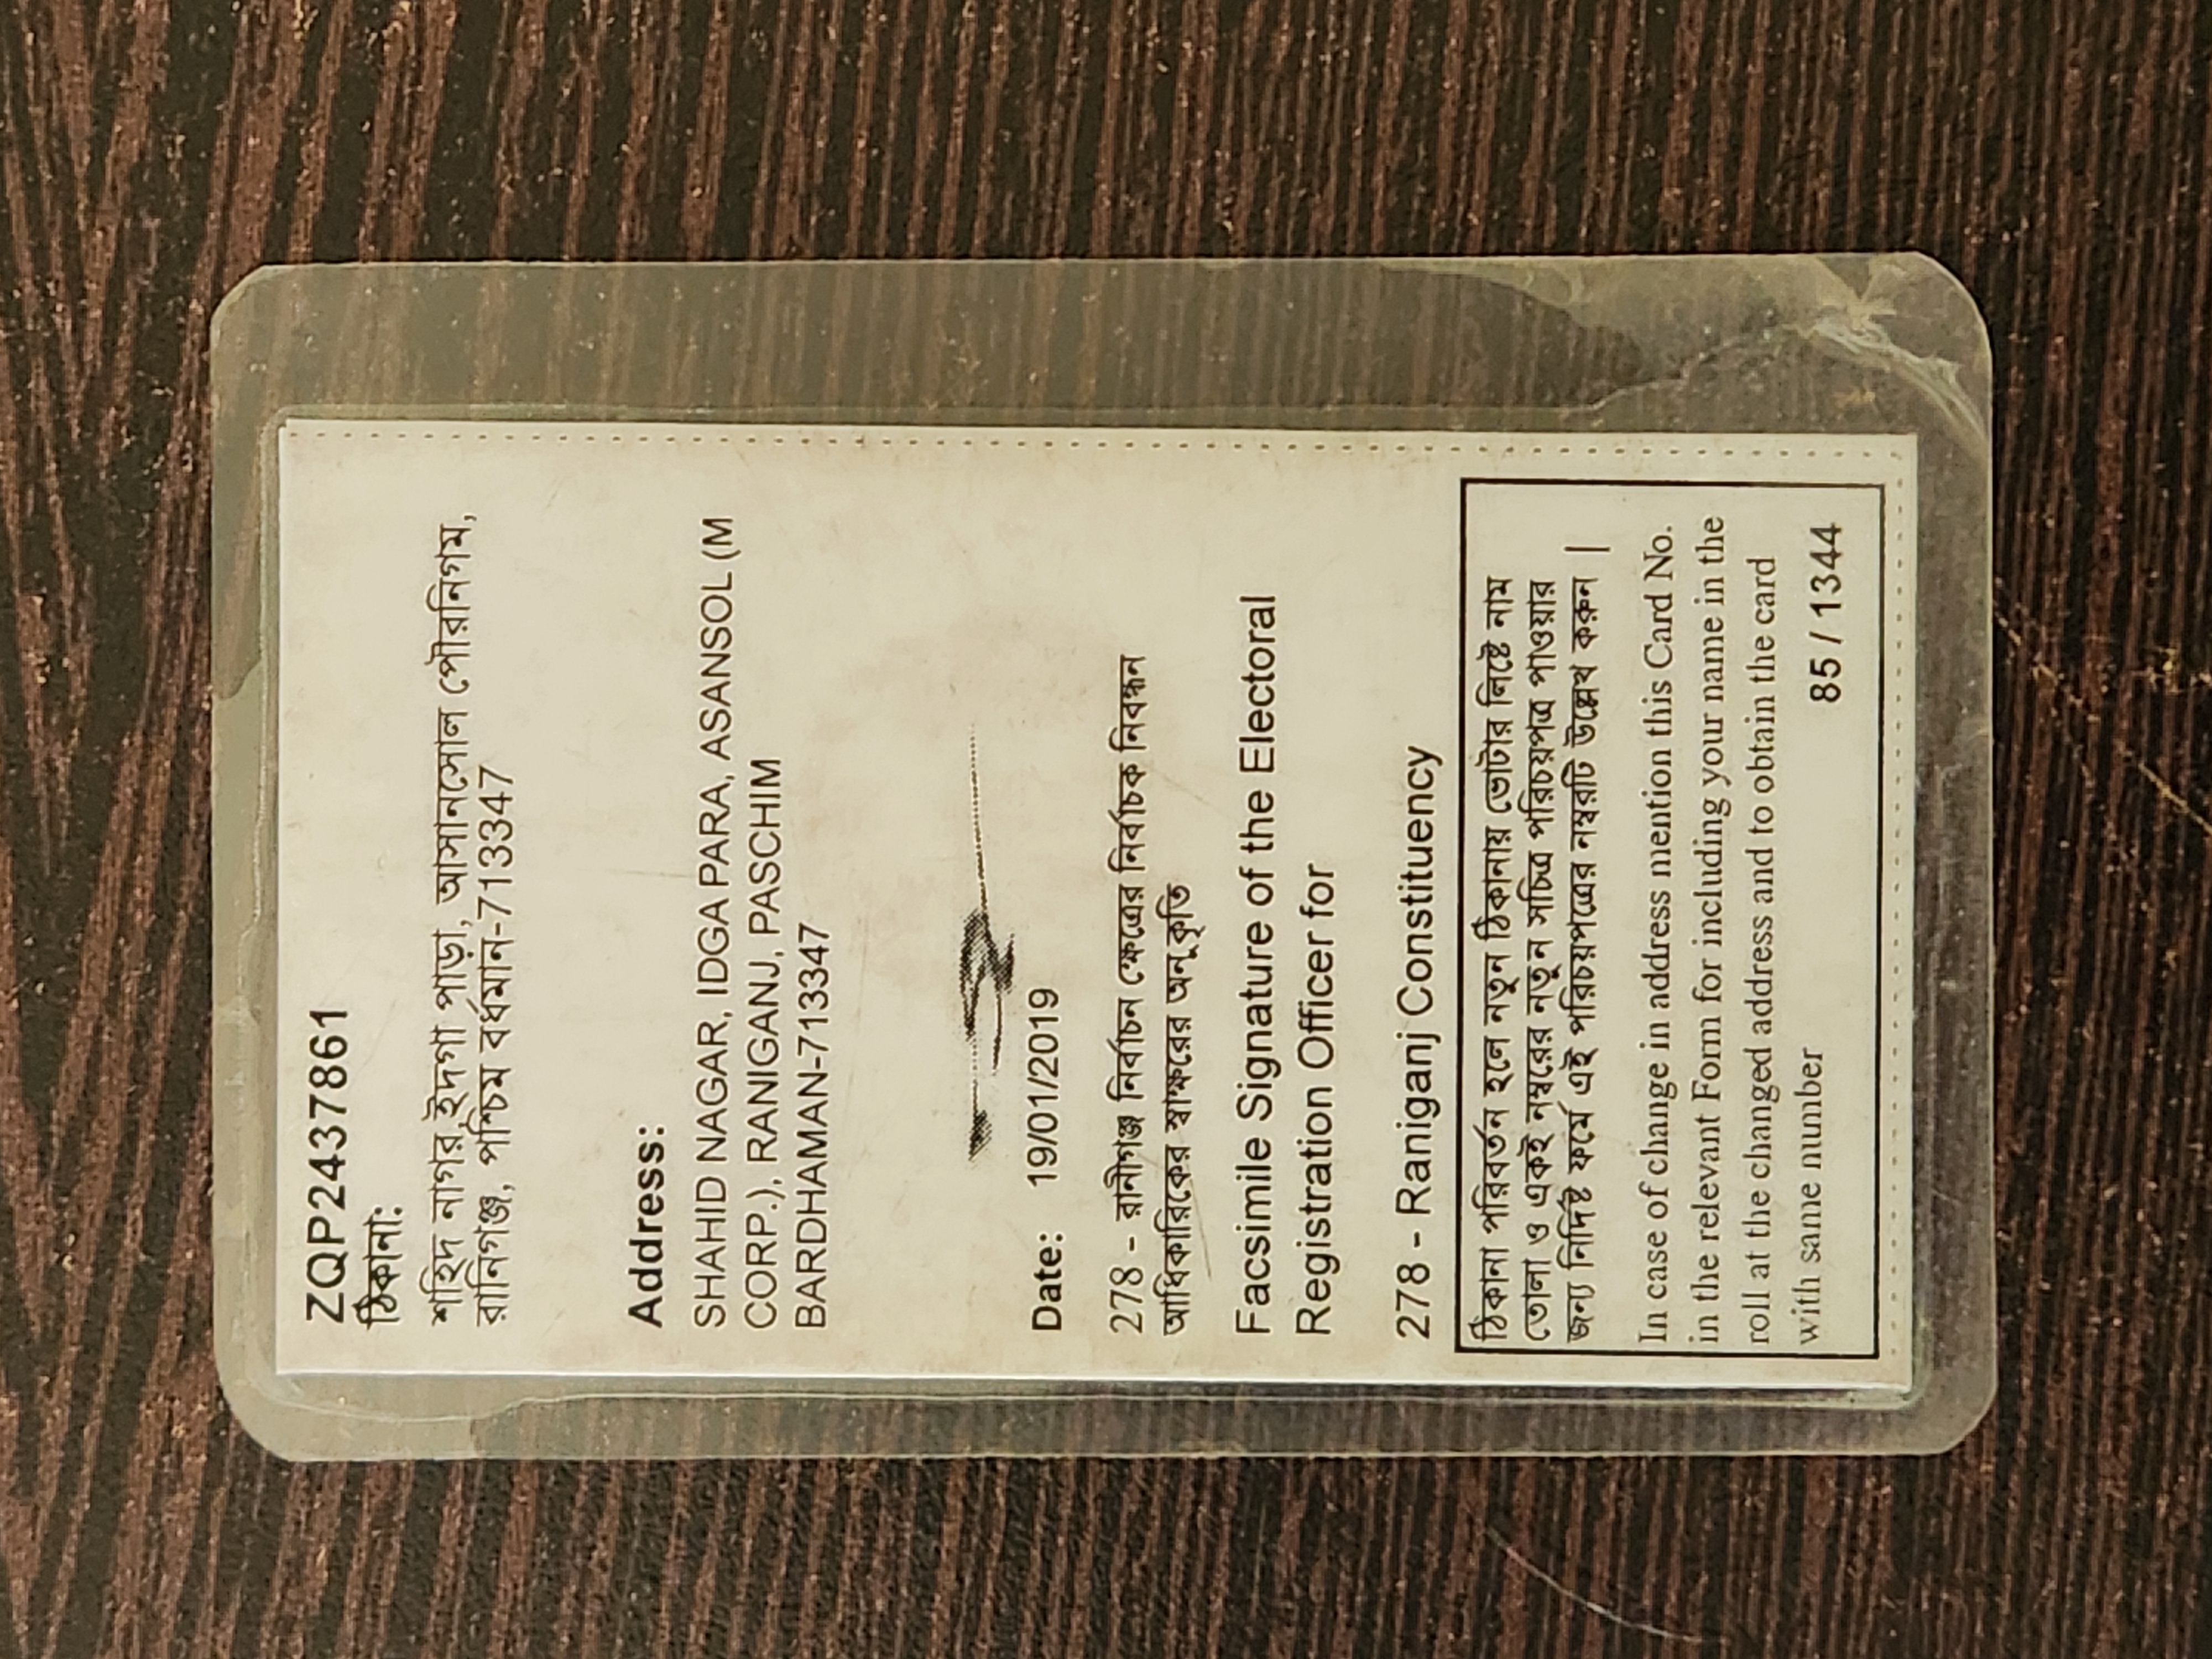 ZQP2437861
ঠিকানা:
শহিদ নাগর,ইদগা পাড়া, আসানসোল পৌরনিগম,
রানিগঞ্জ, পশ্চিম বর্ধমান-713347
Address:
SHAHID NAGAR, IDGA PARA, ASANSOL (M
CORP.), RANIGANJ, PASCHIM
BARDHAMAN-713347
Date: 19/01/2019
278 - রানীগঞ্জ নির্বাচন ক্ষেত্রের নির্বাচক নিবন্ধন
আধিকারিকের স্বাক্ষরের অনুকৃতি
Facsimile Signature of the Electoral
Registration Officer for
278 - Raniganj Constituency
ঠিকানা পরিবর্তন হলে নতুন ঠিকানায় ভোটার লিষ্টে নাম
তোলা ও একই নম্বরের নতুন সচিত্র পরিচয়পত্র পাওয়ার
জন্য নির্দিষ্ট ফর্মে এই পরিচয়পত্রের নম্বরটি উল্লেখ করুন |
In case of change in address mention this Card No.
in the relevant Form for including your name in the
roll at the changed address and to obtain the card
with same number
85 / 1344